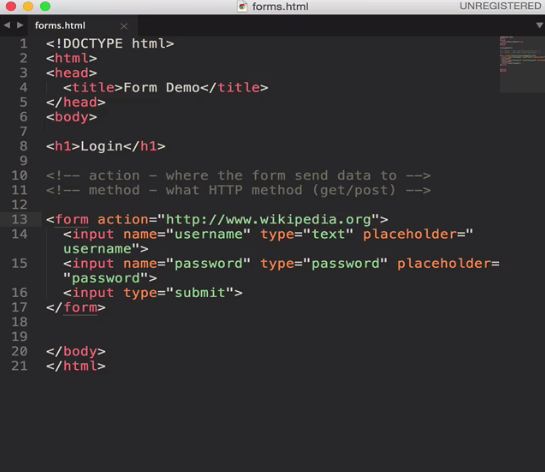 forms.html
UNREGISTERED
forms.html
1 <!DOCTYPE html>
2 <html>
3 <head>
4 <title>Form Demo</title>
5 </head>
6 <body>
7
8 <h1>Login</h1>
9
10 <!-- action - where the form send data to -->
11 <!-- method - what HTTP method (get/post) -->
12
13 <form action="http://www.wikipedia.org">
14 <input name="username" type="text" placeholder="
username">
15 <input name="password" type="password" placeholder=
"password">
16 <input type="submit">
17 </form>
18
19
20 </body>
21 </html>